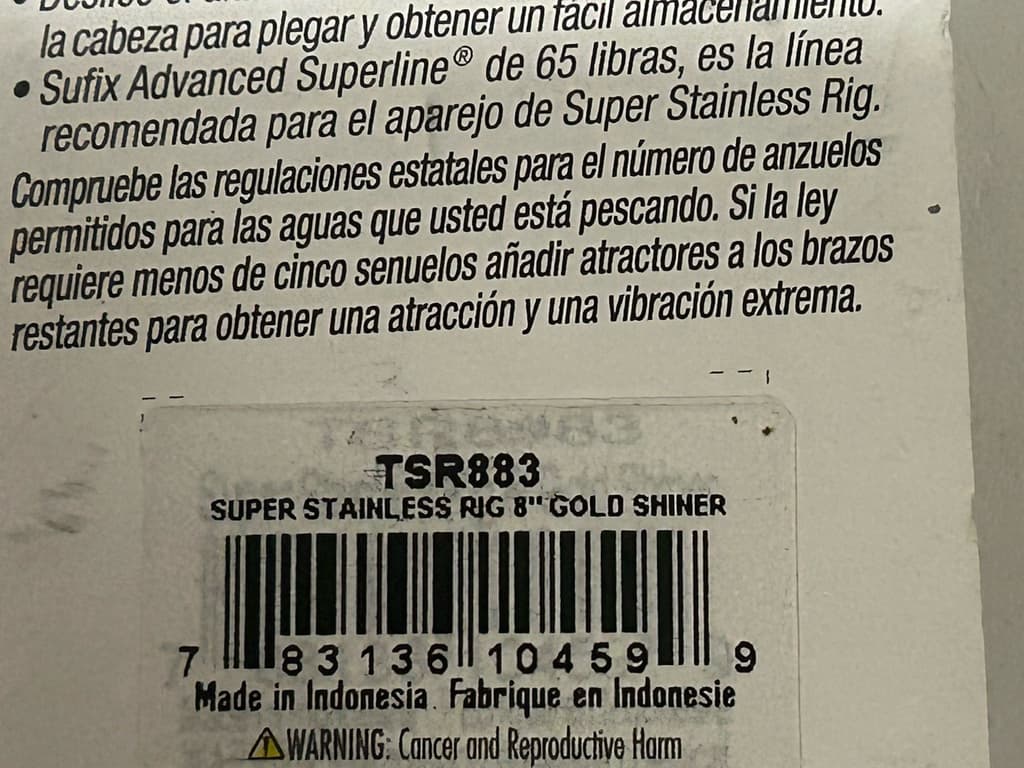 la cabeza para plegar y obtener un fácil almacenamiento.
• Sufix Advanced Superline® de 65 libras, es la línea
recomendada para el aparejo de Super Stainless Rig.
Compruebe las regulaciones estatales para el número de anzuelos
permitidos para las aguas que usted está pescando. Si la ley
requiere menos de cinco senuelos añadir atractores a los brazos
restantes para obtener una atracción y una vibración extrema.
TSR883
SUPER STAINLESS RIG 8" GOLD SHINER
7 83136 10459 9
Made in Indonesia. Fabrique en Indonesie
WARNING: Cancer and Reproductive Harm